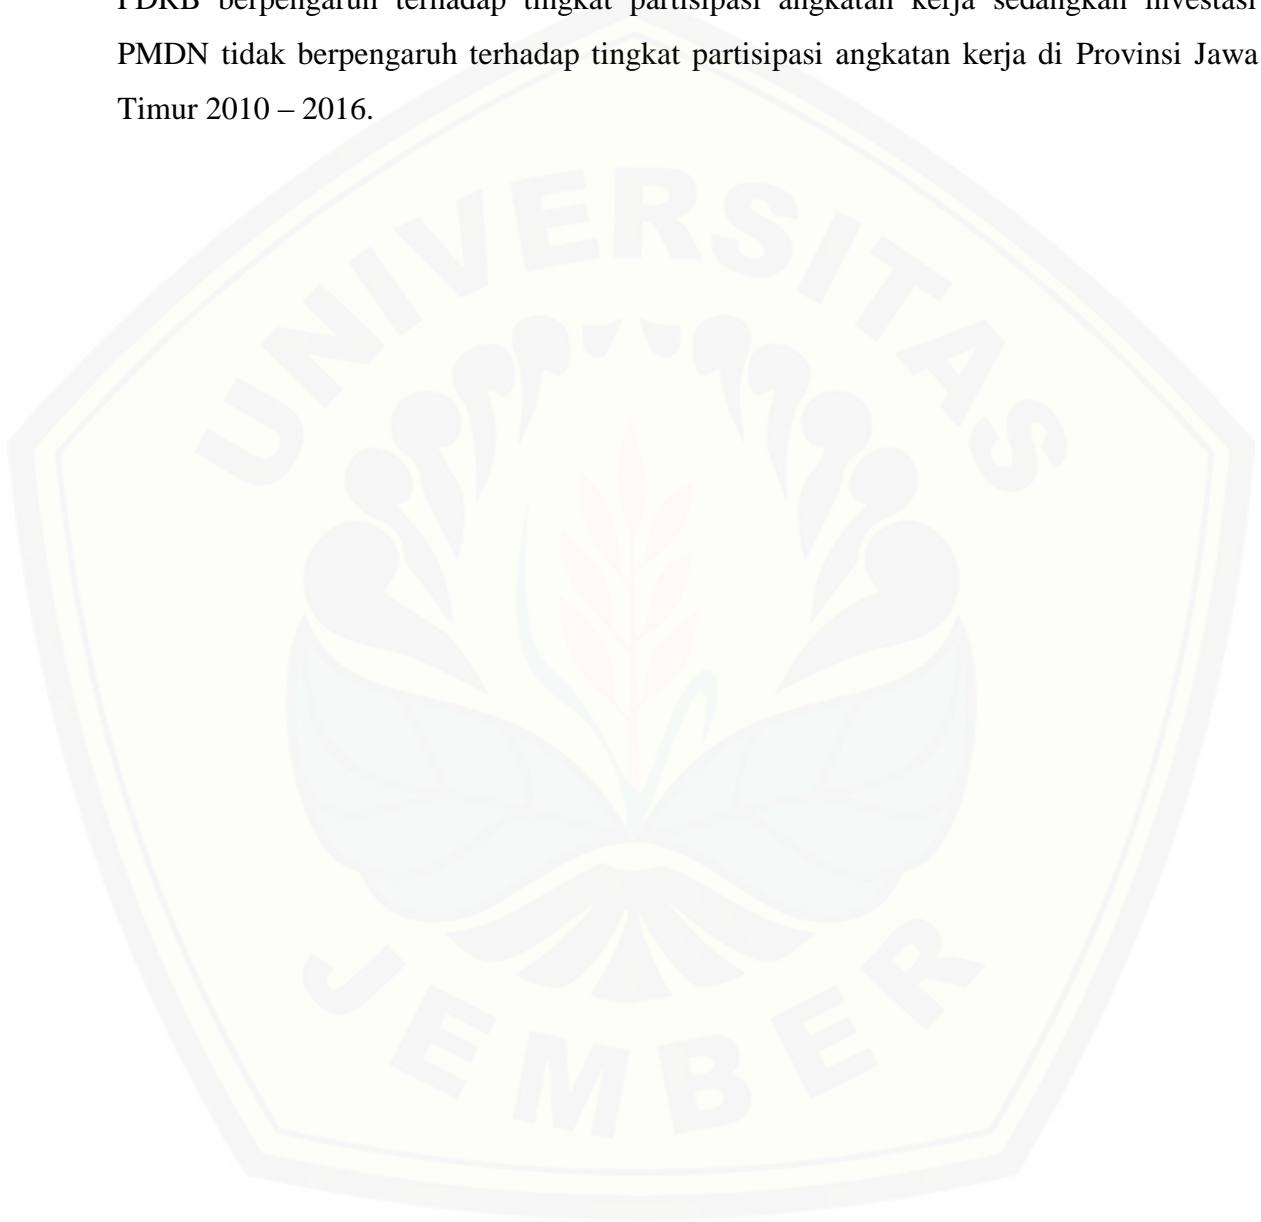 PDRB berpengaruh terhadap tingkat partisipasi angkatan kerja sedangkan investasi
PMDN tidak berpengaruh terhadap tingkat partisipasi angkatan kerja di Provinsi Jawa
Timur 2010 – 2016.
UNIVERSITAS
JEMBER